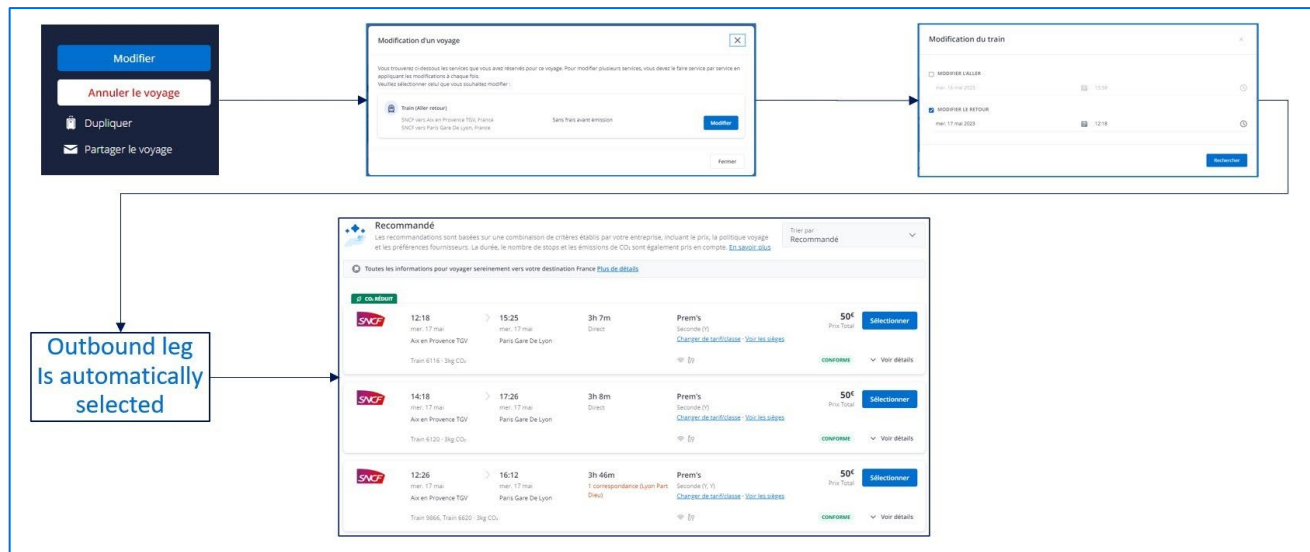 Modifier
Annuler le voyage
Dupliquer
Partager le voyage
Modification d'un voyage
Vous trouverez ci-dessous les services que vous avez réservés pour ce voyage. Pour modifier plusieurs services, vous devez le faire service par service en
appliquant les modifications à chaque fois.
Veuillez sélectionner celui que vous souhaitez modifier :
Train (Aller retour)
SNCF vers Aix en Provence TGV, France
SNCF vers Paris Gare De Lyon, France
Sans frais avant émission
Modifier
Fermer
Modification du train
MODIFIER L'ALLER
mar. 16 mai 2023
MODIFIER LE RETOUR
mer. 17 mai 2023 12:18
Rechercher
Outbound leg
Is automatically
selected
Recommandé
Les recommandations sont basées sur une combinaison de critères établis par votre entreprise, incluant le prix, la politique voyage
et les préférences fournisseurs. La durée, le nombre de stops et les émissions de CO₂ sont également pris en compte. En savoir plus
Trier par
Recommandé
Toutes les informations pour voyager sereinement vers votre destination France Plus de détails
CO₂ RÉDUIT
SNCF 12:18 > 15:25 3h 7m Prem's 50€ Sélectionner
mer. 17 mai mer. 17 mai Direct Seconde (Y) Prix Total
Aix en Provence TGV Paris Gare De Lyon Changer de tarif/classe - Voir les sièges
Train 6116 - 3kg CO₂ CONFORME Voir détails
SNCF 14:18 > 17:26 3h 8m Prem's 50€ Sélectionner
mer. 17 mai mer. 17 mai Direct Seconde (Y) Prix Total
Aix en Provence TGV Paris Gare De Lyon Changer de tarif/classe - Voir les sièges
Train 6120 - 3kg CO₂ CONFORME Voir détails
SNCF 12:26 > 16:12 3h 46m Prem's 50€ Sélectionner
mer. 17 mai mer. 17 mai 1 correspondance (Lyon Part Dieu) Seconde (Y, Y) Prix Total
Aix en Provence TGV Paris Gare De Lyon Changer de tarif/classe - Voir les sièges
Train 9866, Train 6620 - 3kg CO₂ CONFORME Voir détails